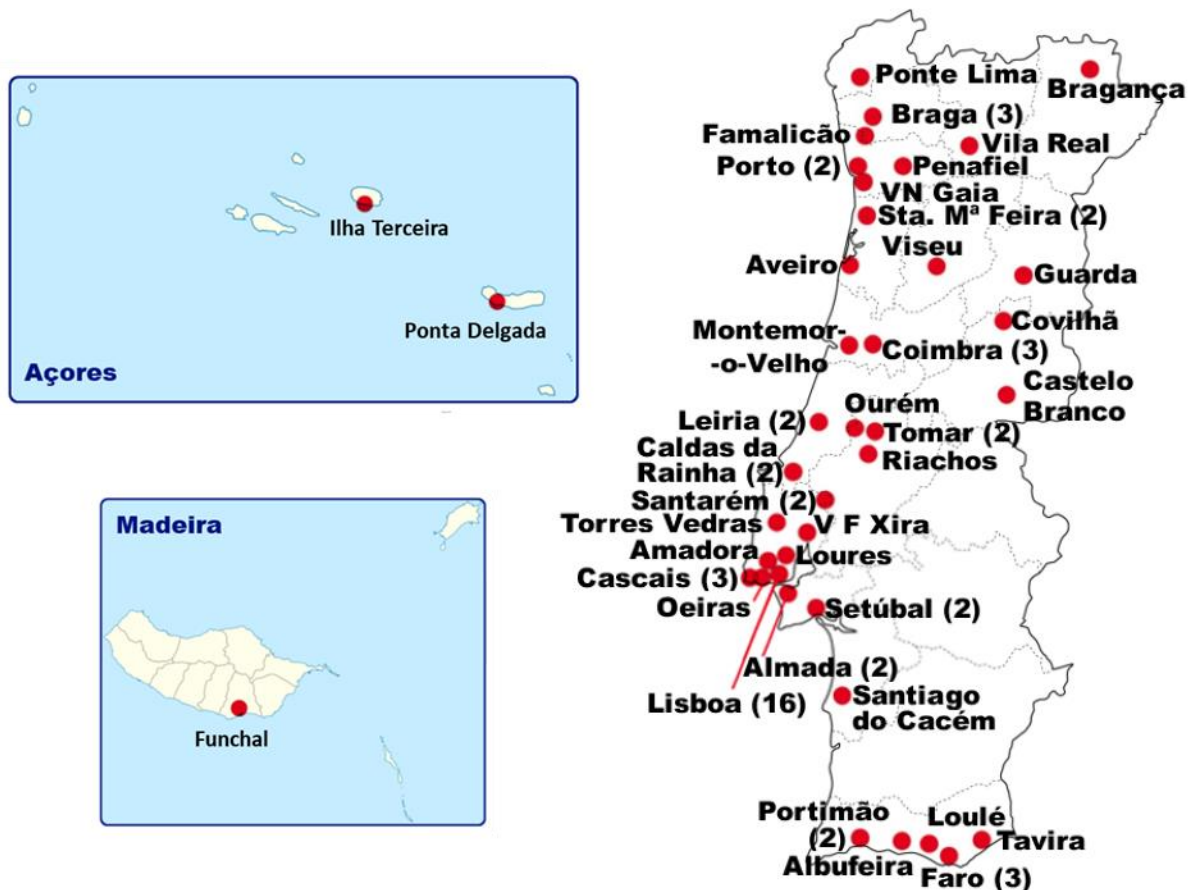 Ilha Terceira
Ponta Delgada
Açores
Madeira
Funchal
Ponte Lima
Bragança
Braga (3)
Famalicão
Vila Real
Porto (2)
Penafiel
VN Gaia
Sta. Mª Feira (2)
Viseu
Aveiro
Guarda
Covilhã
Montemor-
-o-Velho
Coimbra (3)
Castelo
Branco
Ourém
Leiria (2)
Tomar (2)
Caldas da
Rainha (2)
Riachos
Santarém (2)
Torres Vedras
V F Xira
Amadora
Loures
Cascais (3)
Oeiras
Setúbal (2)
Almada (2)
Lisboa (16)
Santiago
do Cacém
Portimão
(2)
Loulé
Tavira
Albufeira
Faro (3)